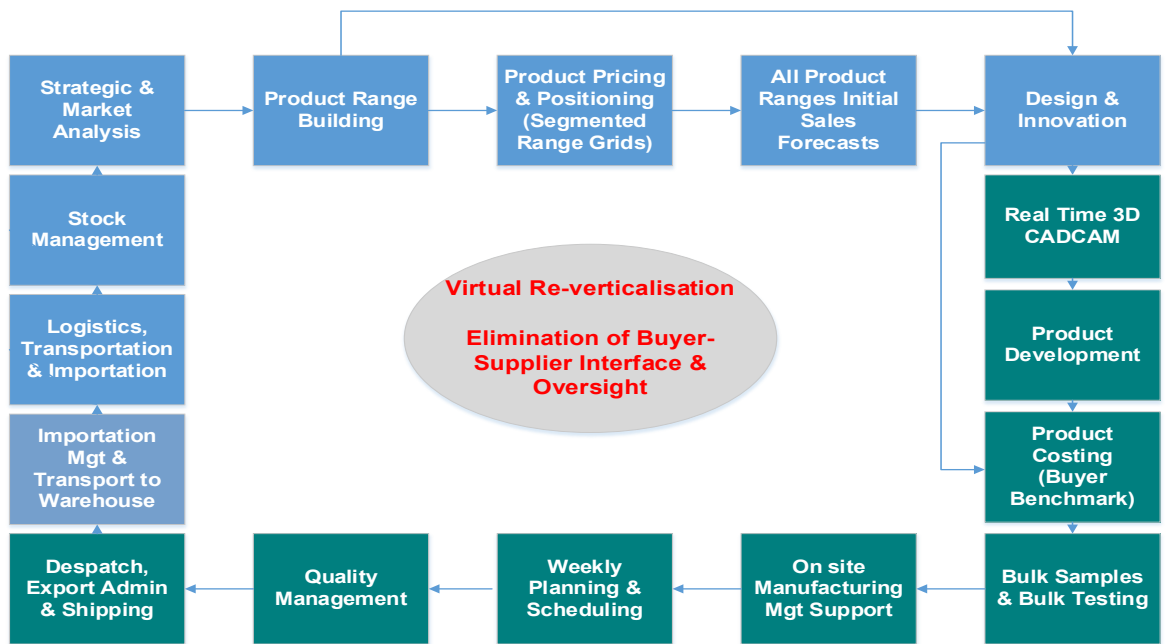 Strategic &
Market
Analysis
Product Range
Building
Product Pricing
& Positioning
(Segmented
Range Grids)
All Product
Ranges Initial
Sales
Forecasts
Design &
Innovation
Stock
Management
Real Time 3D
CADCAM
Virtual Re-verticalisation
Elimination of Buyer-
Supplier Interface &
Oversight
Logistics,
Transportation
& Importation
Product
Development
Importation
Mgt &
Transport to
Warehouse
Product
Costing
(Buyer
Benchmark)
Despatch,
Export Admin
& Shipping
Quality
Management
Weekly
Planning &
Scheduling
On site
Manufacturing
Mgt Support
Bulk Samples
& Bulk Testing